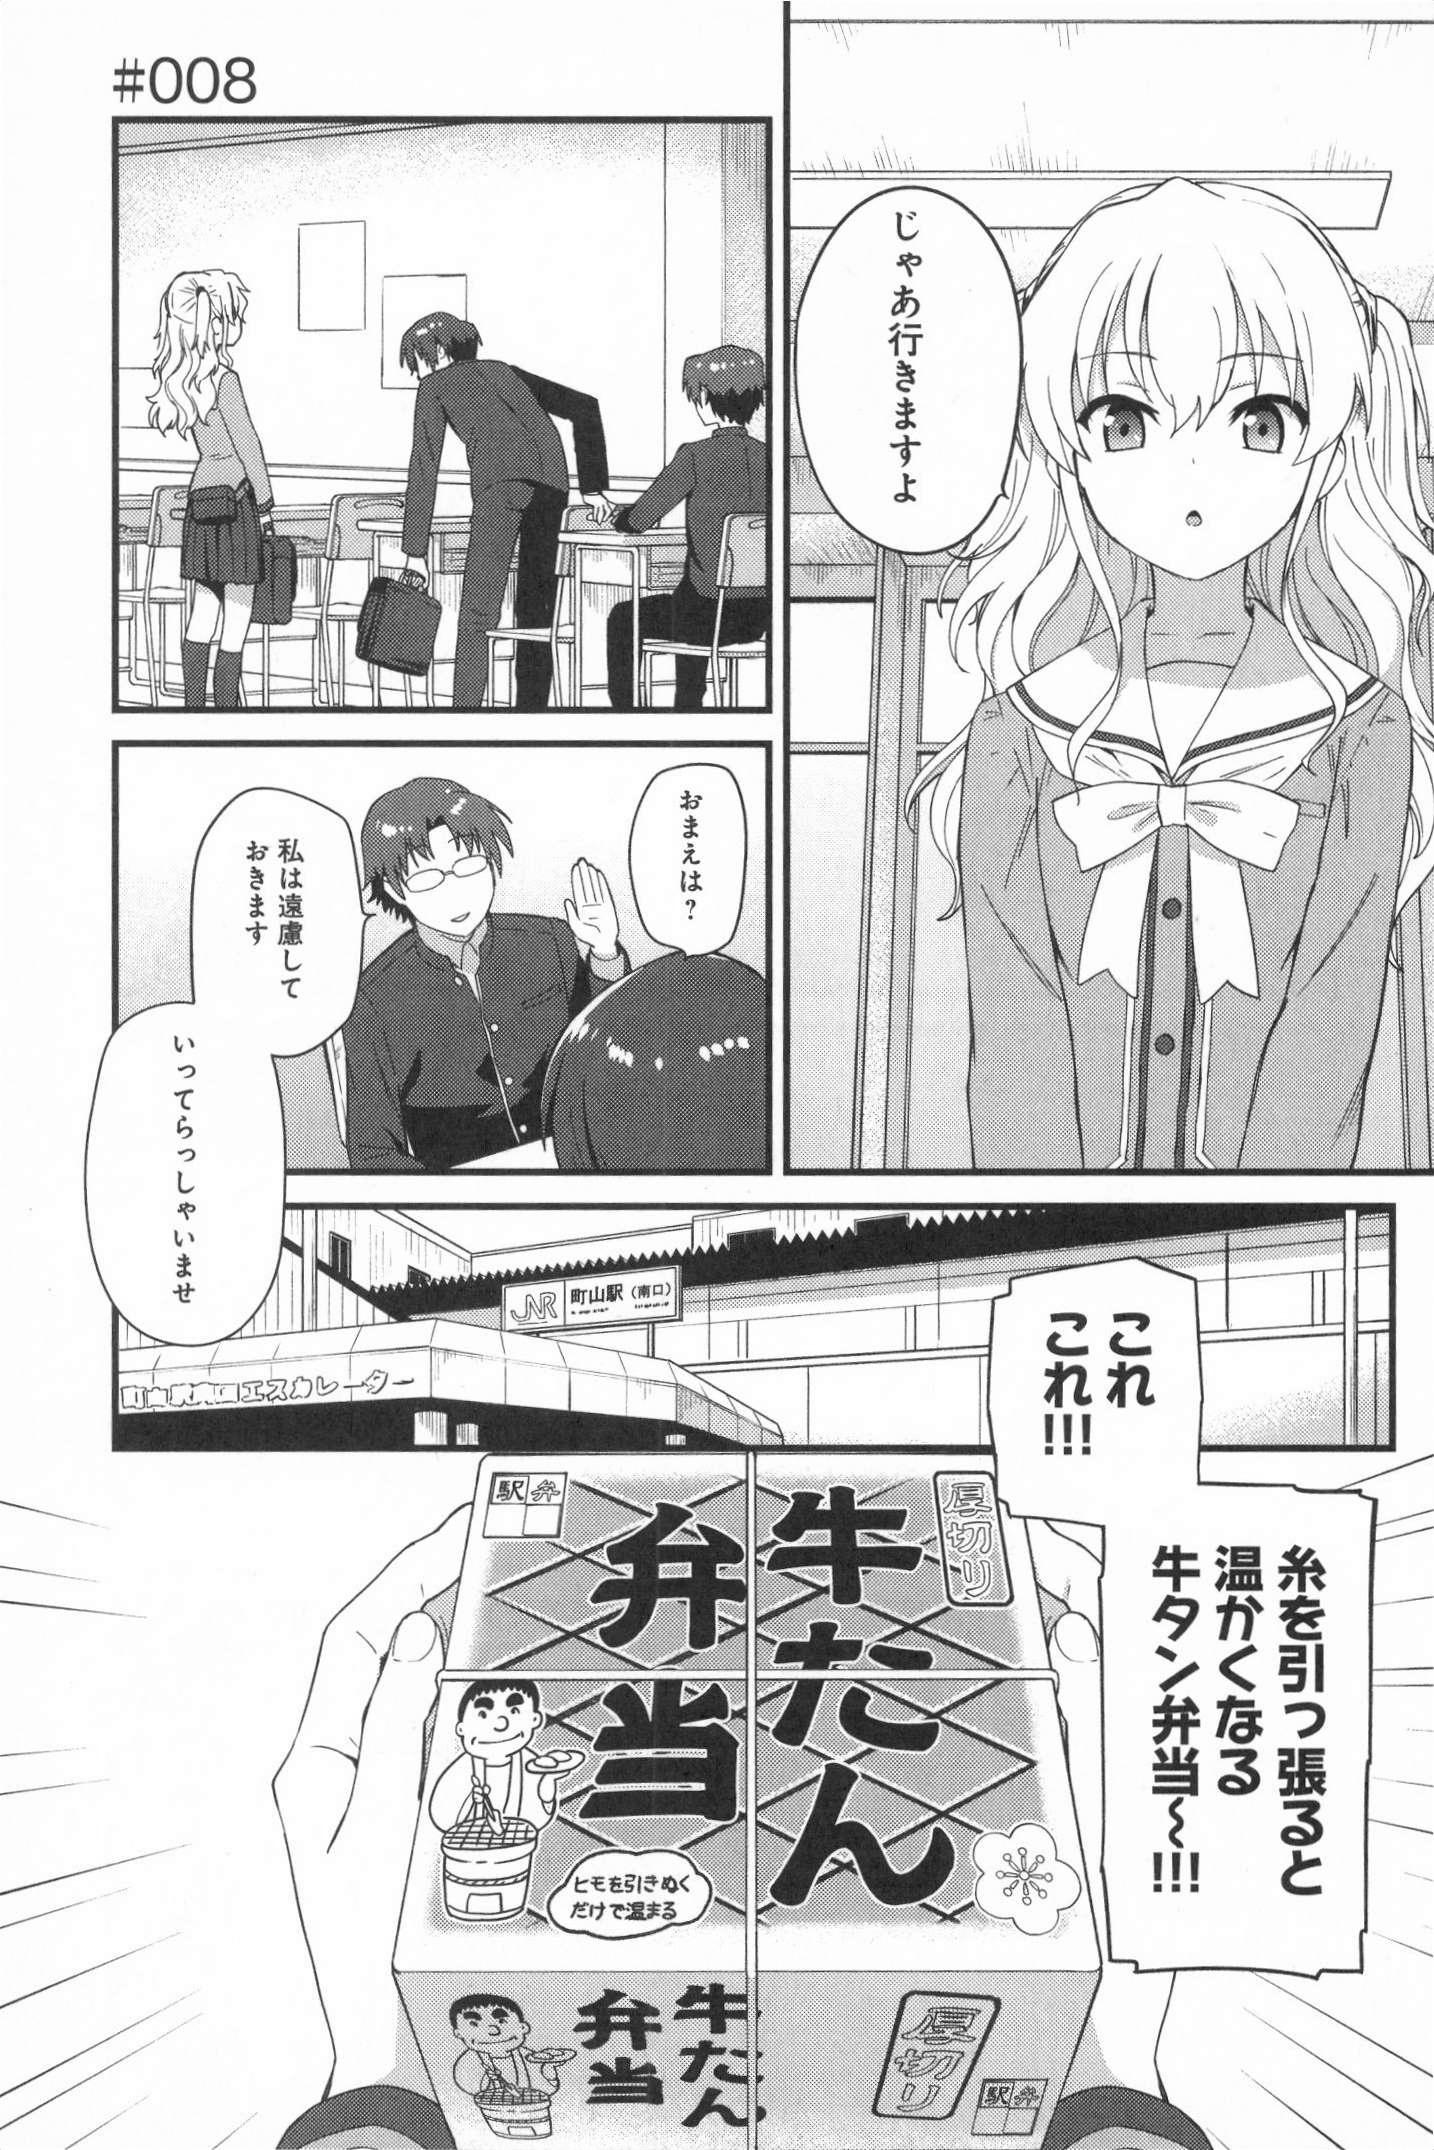 #008
じゃあ行きますよ
おまえは?
私は遠慮して
おきます
いってらっしゃいませ
JNR 町山駅(南口)
エスカレーター
これ
これ!!!
糸を引っ張ると
温かくなる
牛タン弁当〜!!!
厚切り
牛たん
弁当
駅弁
ヒモを引きぬく
だけで温まる
牛たん
弁当
厚切り
駅弁